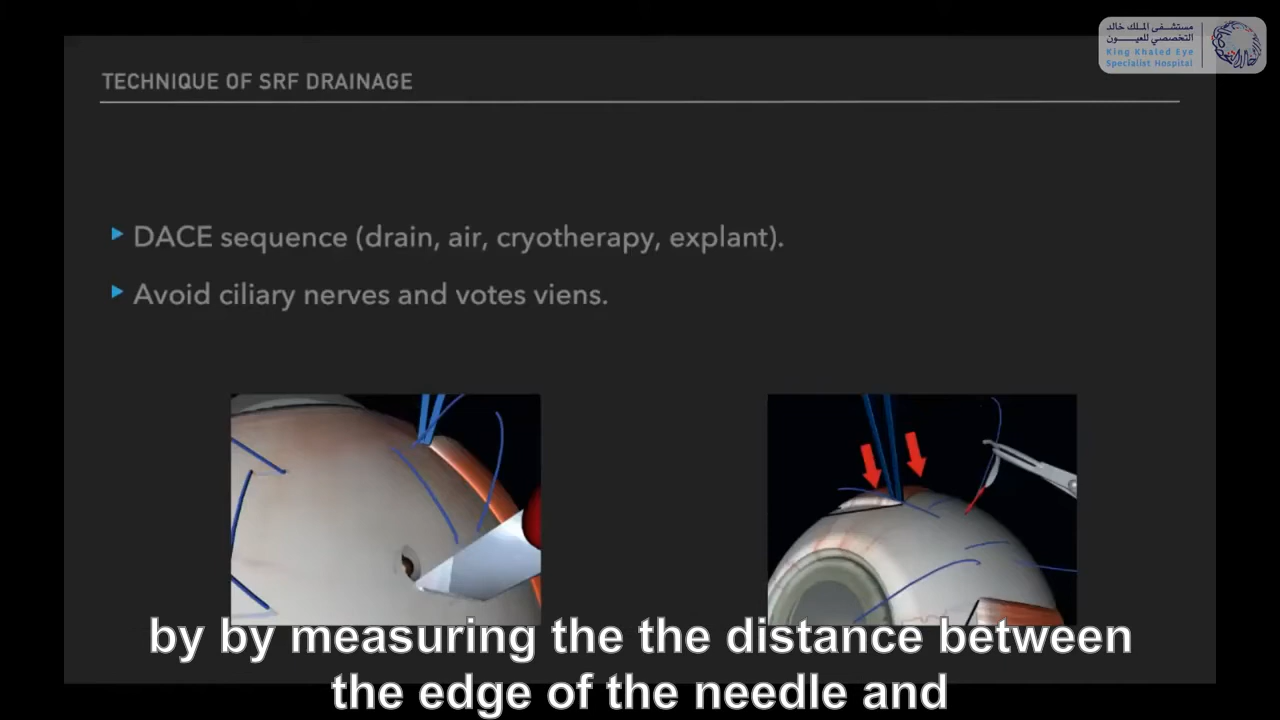 مستشفى الملك خالد
التخصصي للعيون
King Khaled Eye
Specialist Hospital
TECHNIQUE OF SRF DRAINAGE
DACE sequence (drain, air, cryotherapy, explant).
Avoid ciliary nerves and votes viens.
by by measuring the the distance between
the edge of the needle and